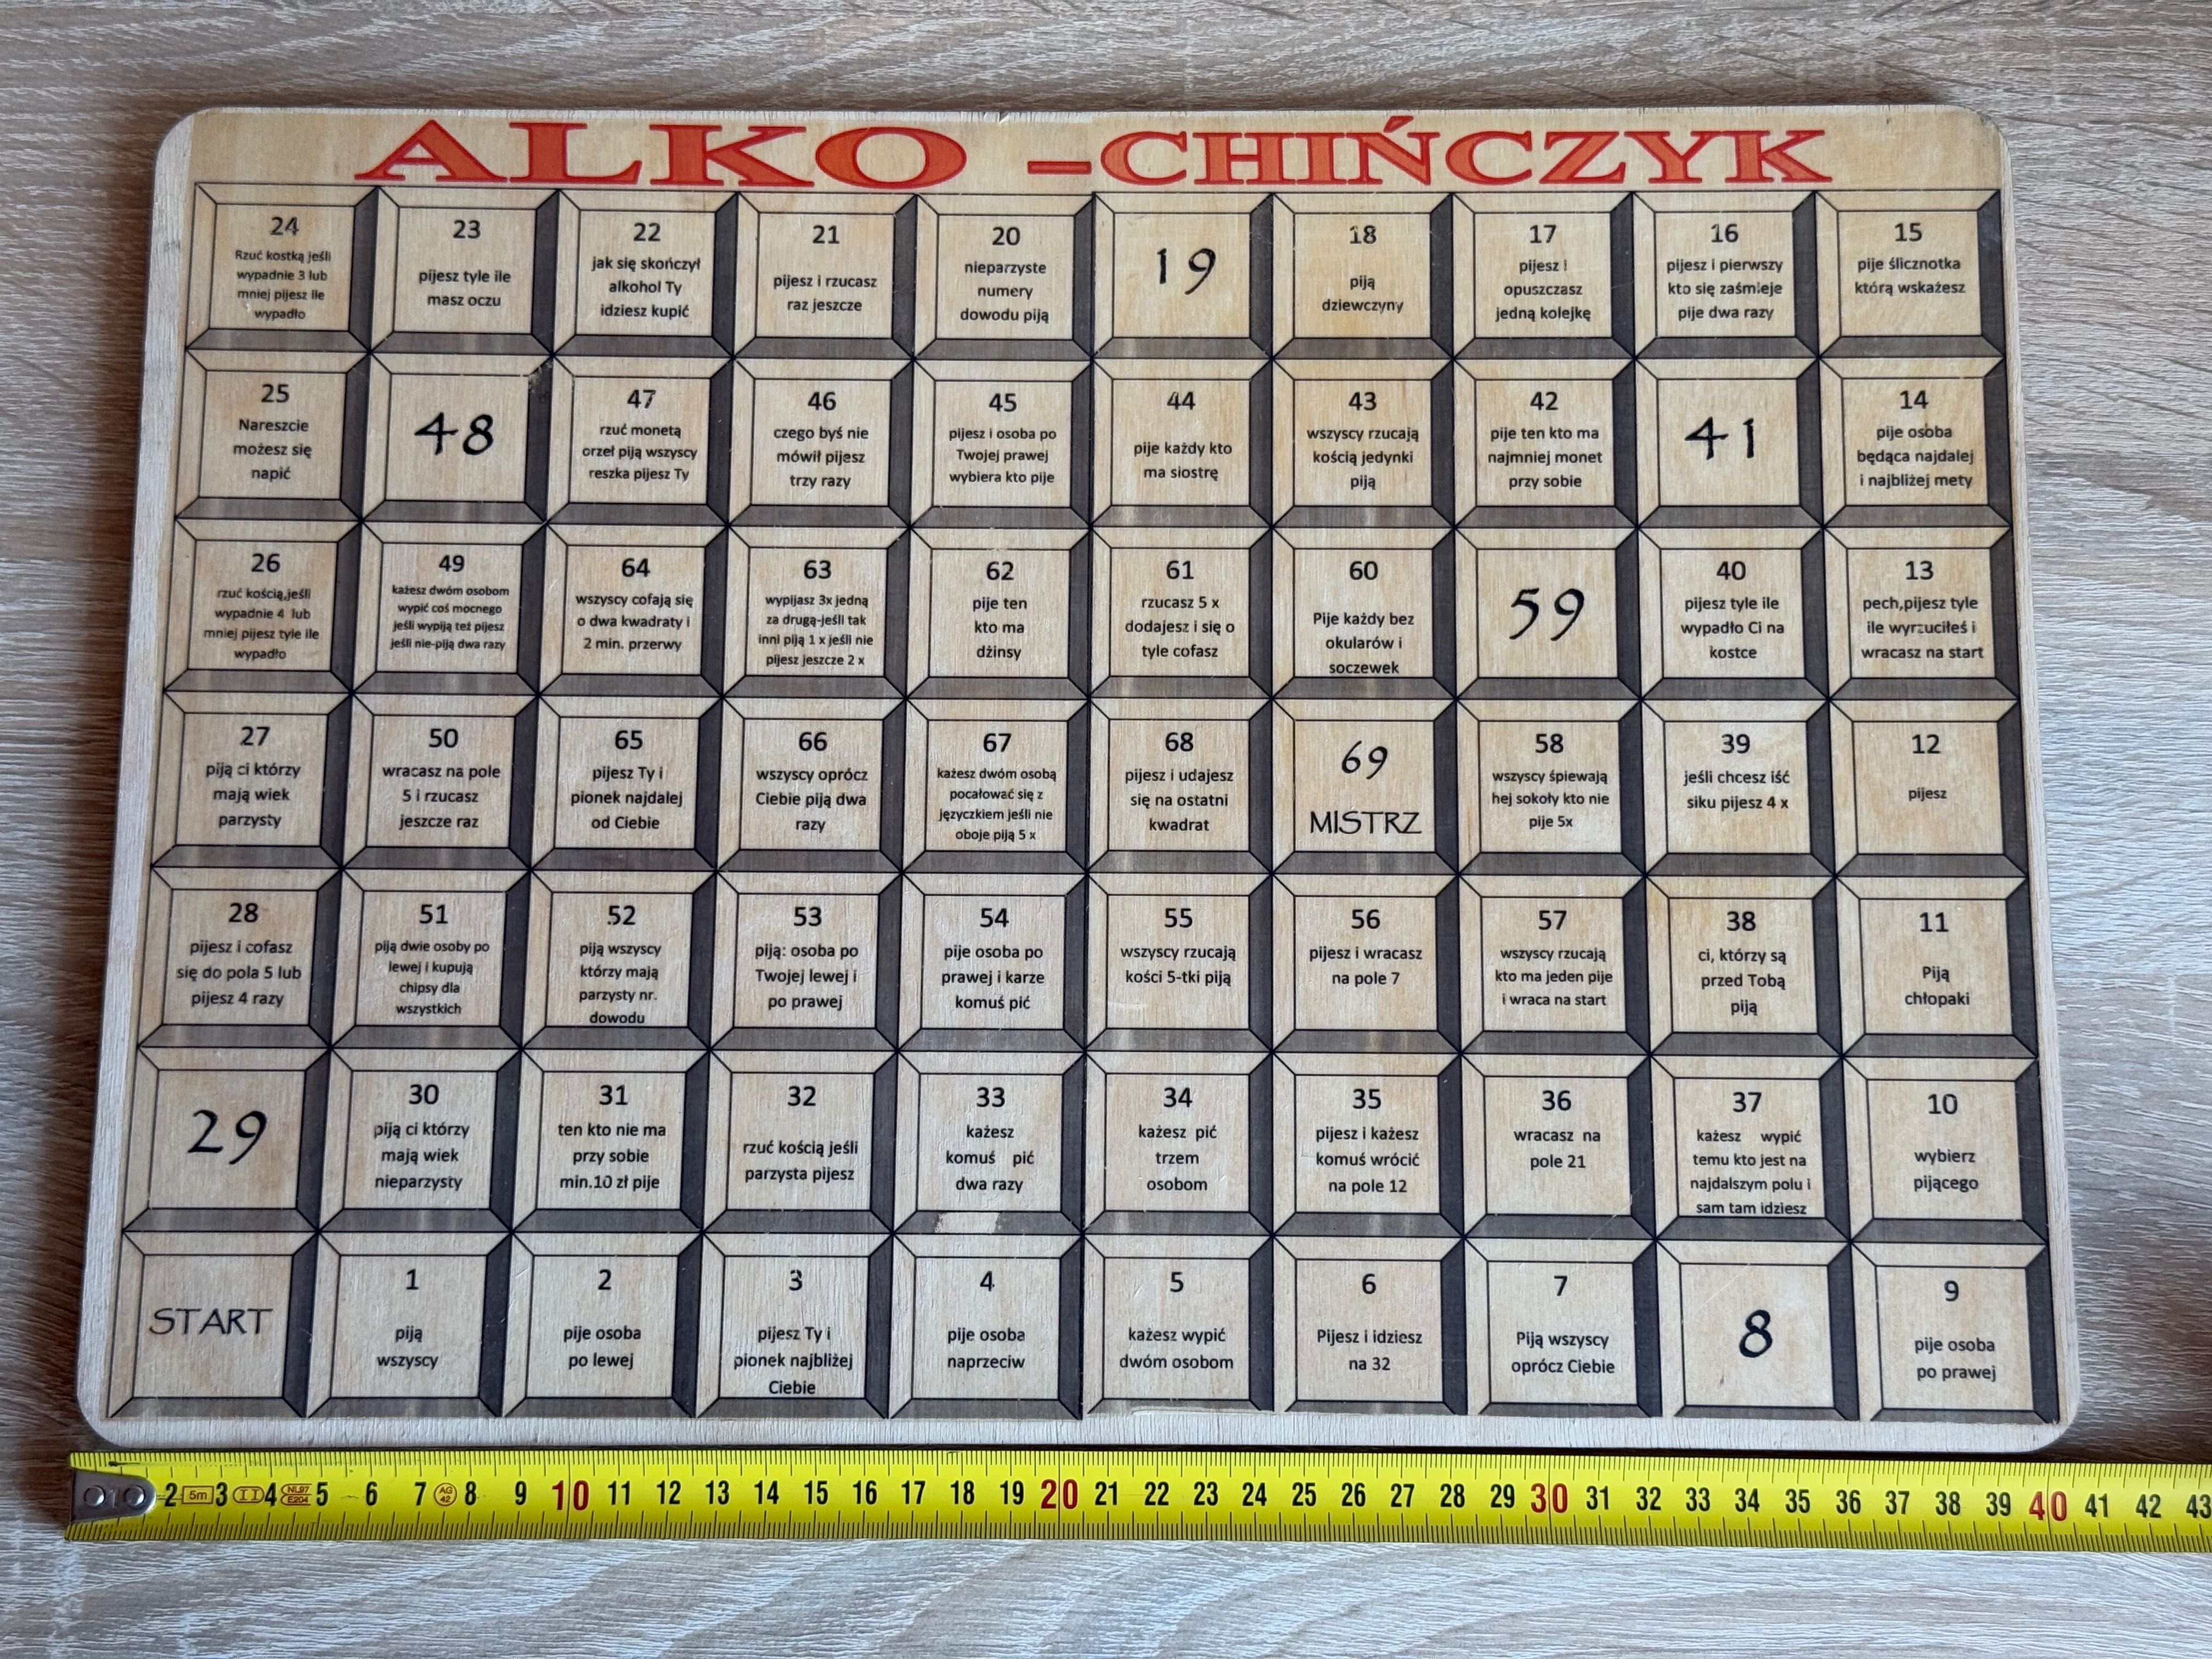 ALKO -CHIŃCZYK
24
Rzuć kostką jeśli
wypadnie 3 lub
mniej pijesz ile
wypadło
23
pijesz tyle ile
masz oczu
22
jak się skończył
alkohol Ty
idziesz kupić
21
pijesz i rzucasz
raz jeszcze
20
nieparzyste
numery
dowodu piją
19
18
piją
dziewczyny
17
pijesz i
opuszczasz
jedną kolejkę
16
pijesz i pierwszy
kto się zaśmieje
pije dwa razy
15
pije ślicznotka
którą wskażesz
25
Nareszcie
możesz się
napić
48
47
rzuć monetą
orzeł piją wszyscy
reszka pijesz Ty
46
czego byś nie
mówił pijesz
trzy razy
45
pijesz i osoba po
Twojej prawej
wybiera kto pije
44
pije każdy kto
ma siostrę
43
wszyscy rzucają
kością jedynki
piją
42
pije ten kto ma
najmniej monet
przy sobie
41
14
pije osoba
będąca najdalej
i najbliżej mety
26
rzuć kością,jeśli
wypadnie 4 lub
mniej pijesz tyle ile
wypadło
49
każesz dwóm osobom
wypić coś mocnego
jeśli wypiją też pijesz
jeśli nie-piją dwa razy
64
wszyscy cofają się
o dwa kwadraty i
2 min. przerwy
63
wypijasz 3x jedną
za drugą-jeśli tak
inni piją 1 x jeśli nie
pijesz jeszcze 2 x
62
pije ten
kto ma
dżinsy
61
rzucasz 5 x
dodajesz i się o
tyle cofasz
60
Pije każdy bez
okularów i
soczewek
59
40
pijesz tyle ile
wypadło Ci na
kostce
13
pech,pijesz tyle
ile wyrzuciłeś i
wracasz na start
27
piją ci którzy
mają wiek
parzysty
50
wracasz na pole
5 i rzucasz
jeszcze raz
65
pijesz Ty i
pionek najdalej
od Ciebie
66
wszyscy oprócz
Ciebie piją dwa
razy
67
każesz dwóm osobą
pocałować się z
języczkiem jeśli nie
oboje piją 5 x
68
pijesz i udajesz
się na ostatni
kwadrat
69
MISTRZ
58
wszyscy śpiewają
hej sokoły kto nie
pije 5x
39
jeśli chcesz iść
siku pijesz 4 x
12
pijesz
28
pijesz i cofasz
się do pola 5 lub
pijesz 4 razy
51
piją dwie osoby po
lewej i kupują
chipsy dla
wszystkich
52
piją wszyscy
którzy mają
parzysty nr.
dowodu
53
piją: osoba po
Twojej lewej i
po prawej
54
pije osoba po
prawej i karze
komuś pić
55
wszyscy rzucają
kości 5-tki piją
56
pijesz i wracasz
na pole 7
57
wszyscy rzucają
kto ma jeden pije
i wraca na start
38
ci, którzy są
przed Tobą
piją
11
Piją
chłopaki
29
30
piją ci którzy
mają wiek
nieparzysty
31
ten kto nie ma
przy sobie
min.10 zł pije
32
rzuć kością jeśli
parzysta pijesz
33
każesz
komuś pić
dwa razy
34
każesz pić
trzem
osobom
35
pijesz i każesz
komuś wrócić
na pole 12
36
wracasz na
pole 21
37
każesz wypić
temu kto jest na
najdalszym polu i
sam tam idziesz
10
wybierz
pijącego
START
1
piją
wszyscy
2
pije osoba
po lewej
3
pijesz Ty i
pionek najbliżej
Ciebie
4
pije osoba
naprzeciw
5
każesz wypić
dwóm osobom
6
Pijesz i idziesz
na 32
7
Piją wszyscy
oprócz Ciebie
8
9
pije osoba
po prawej
2 5m 3 II 4 NL97 E204 5 6 7 AG 42 8 9 10 11 12 13 14 15 16 17 18 19 20 21 22 23 24 25 26 27 28 29 30 31 32 33 34 35 36 37 38 39 40 41 42 43